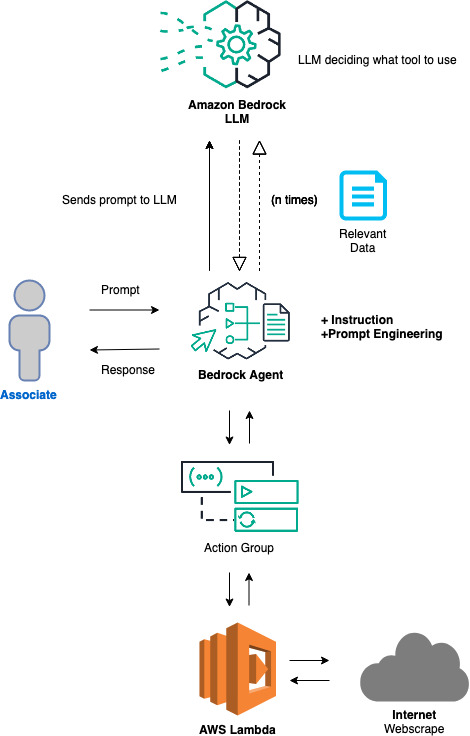 LLM deciding what tool to use
Amazon Bedrock
LLM
Sends prompt to LLM
(n times)
Relevant
Data
Prompt
+ Instruction
+Prompt Engineering
Response
Bedrock Agent
Associate
Action Group
AWS Lambda
Internet
Webscrape